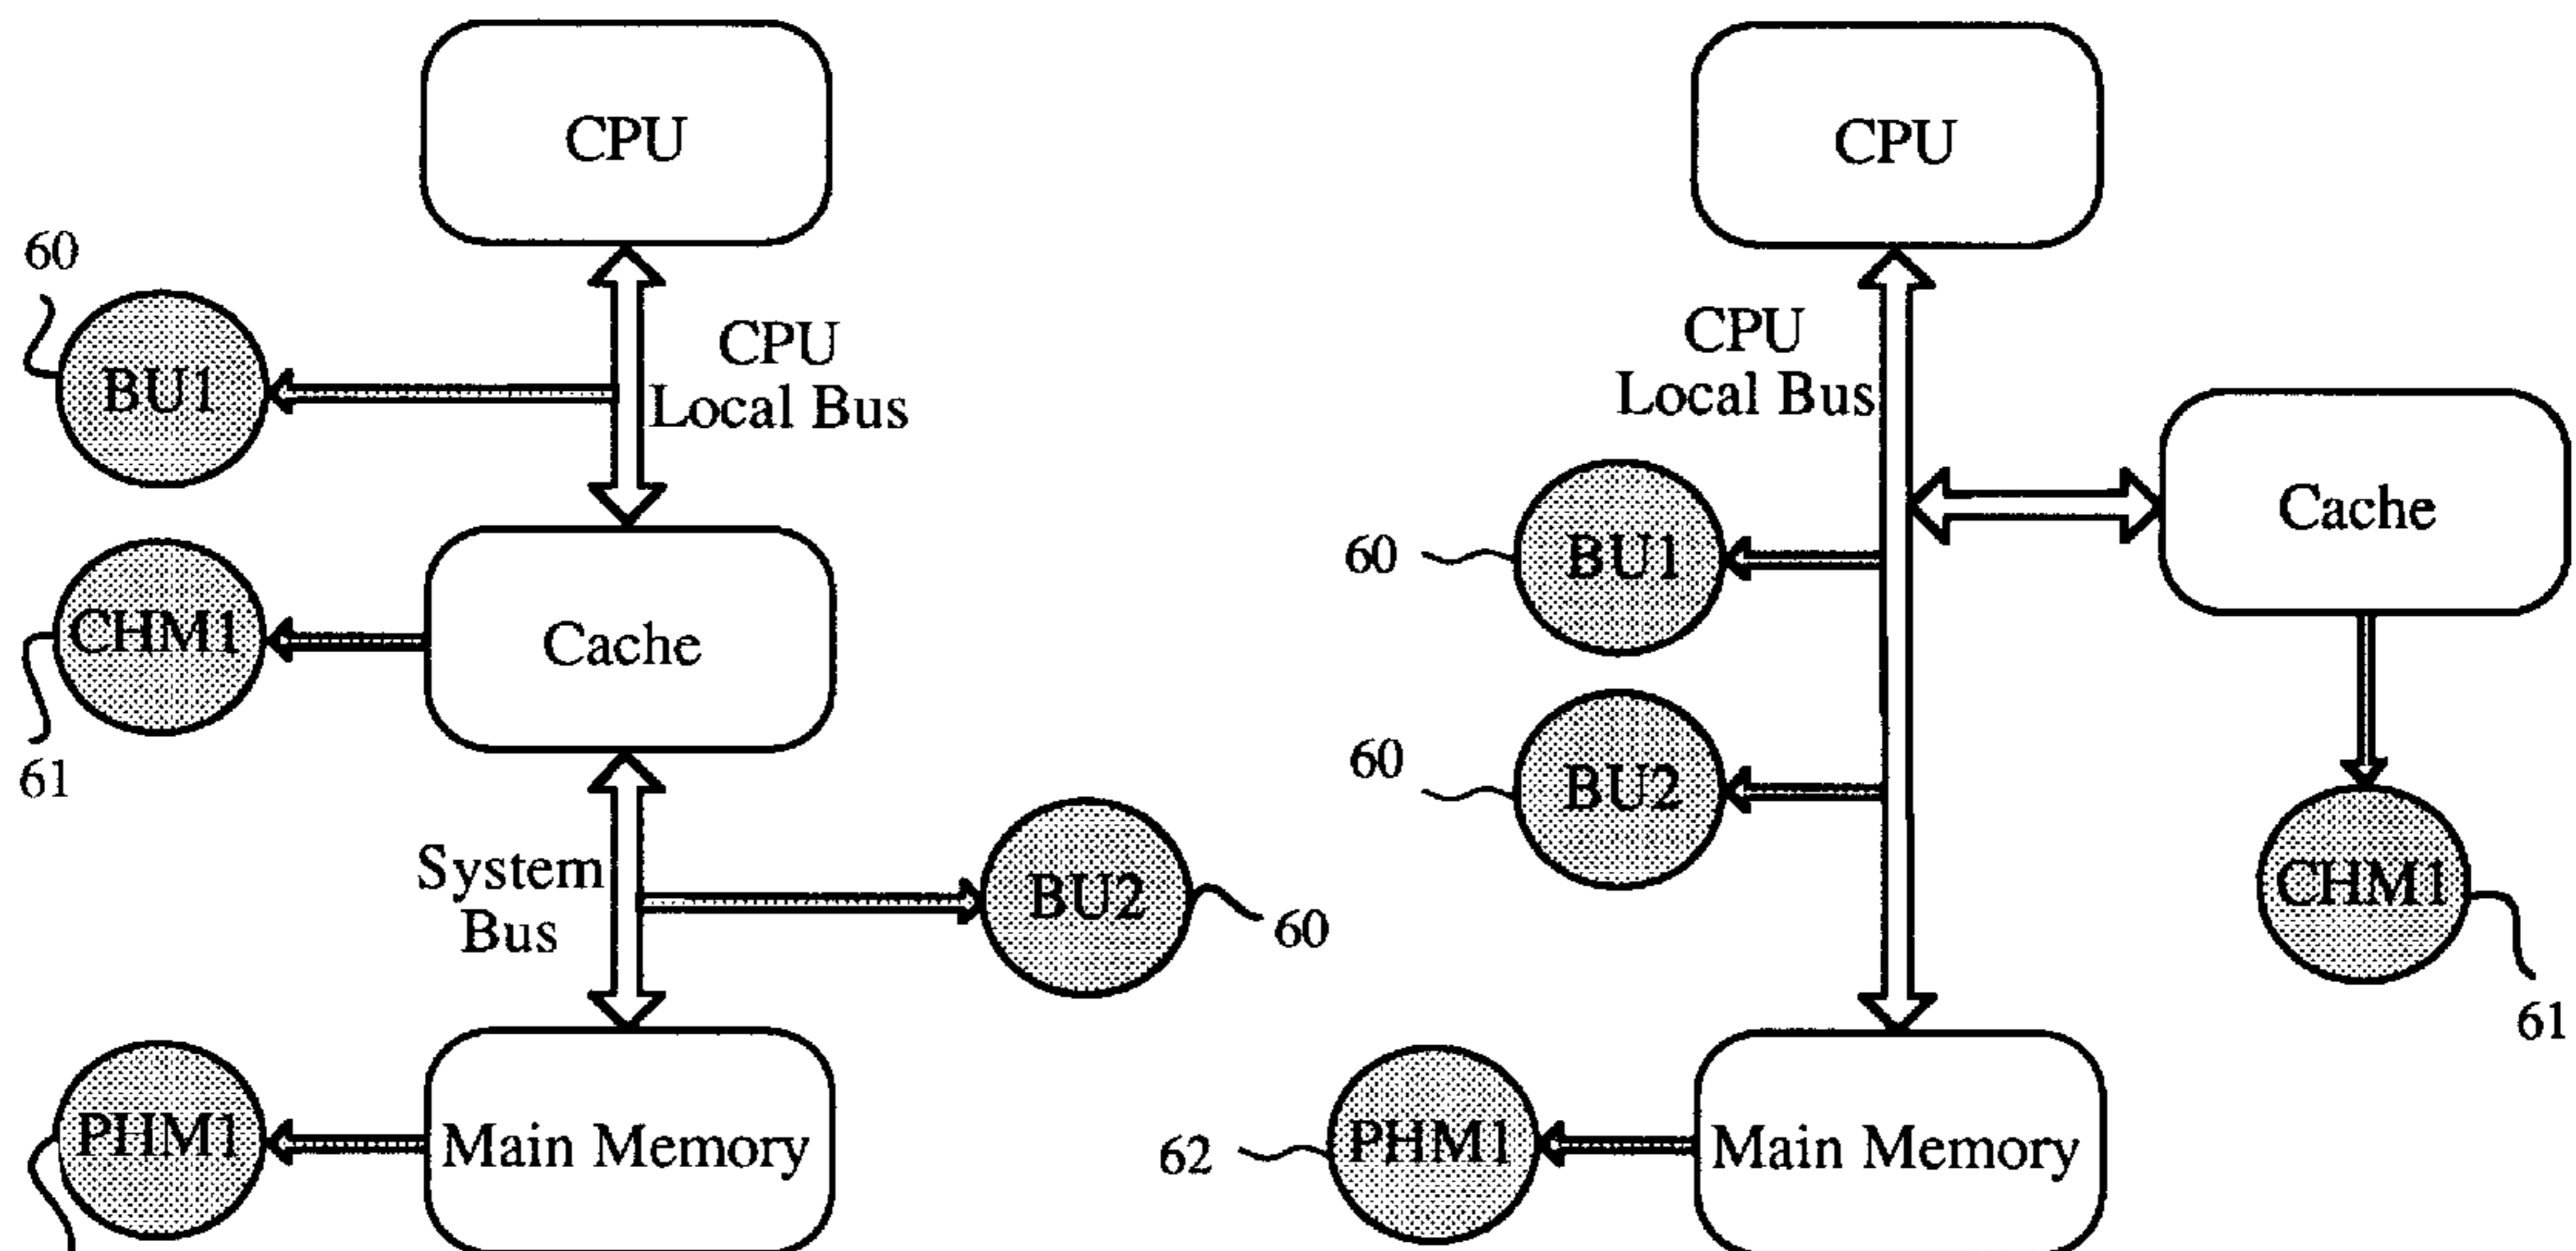 CPU
60
BU1
CPU
Local Bus
CHM1
Cache
61
System
Bus
BU2
60
PHM1
Main Memory
CPU
CPU
Local Bus
Cache
60
BU1
60
BU2
CHM1
61
62
PHM1
Main Memory